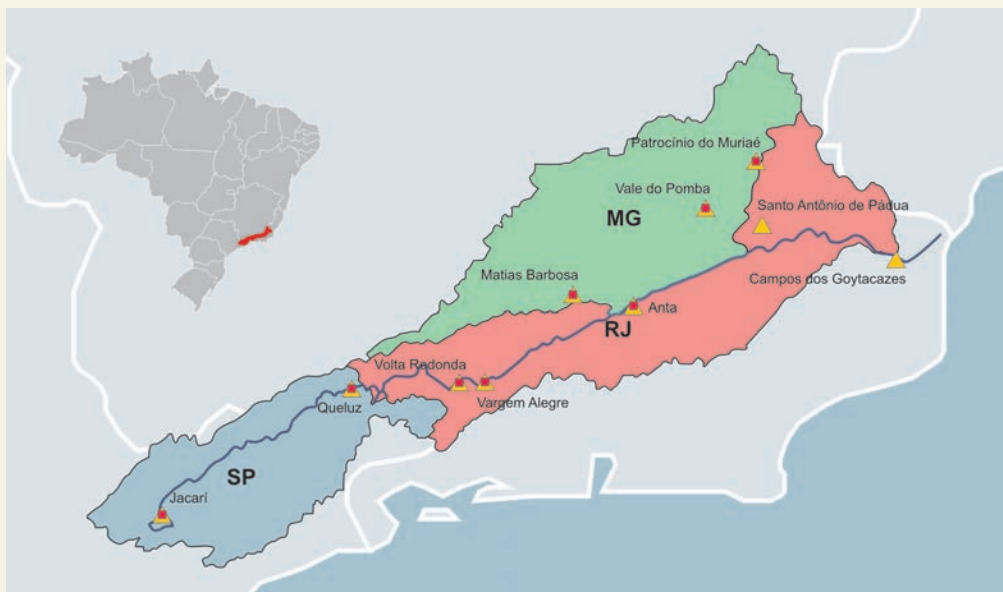 Patrocínio do Muriaé
Vale do Pomba
MG
Santo Antônio de Pádua
Matias Barbosa
Campos dos Goytacazes
Anta
RJ
Volta Redonda
Queluz
Vargem Alegre
SP
Jacarí